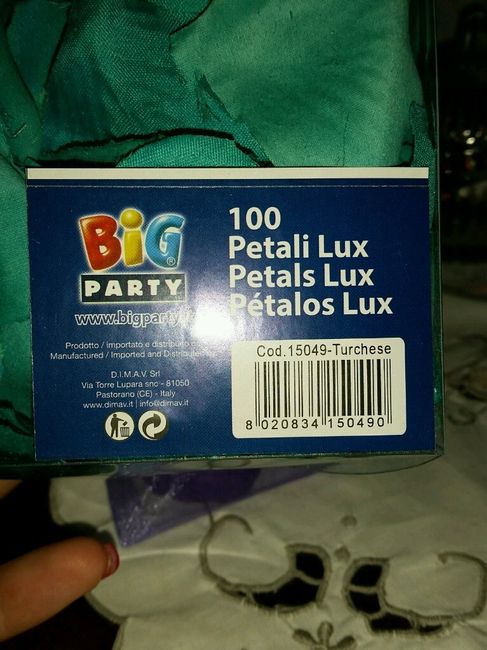 BiG
PARTY
www.bigparty
100
Petali Lux
Petals Lux
Pétalos Lux
Prodotto / importato e distribuito
Manufactured / Imported and Distributed
D.I.M.A.V. Srl
Via Torre Lupara snc - 81050
Pastorano (CE) - Italy
www.dimav.it | info@dimav.it
Cod.15049-Turchese
8 020834 150490